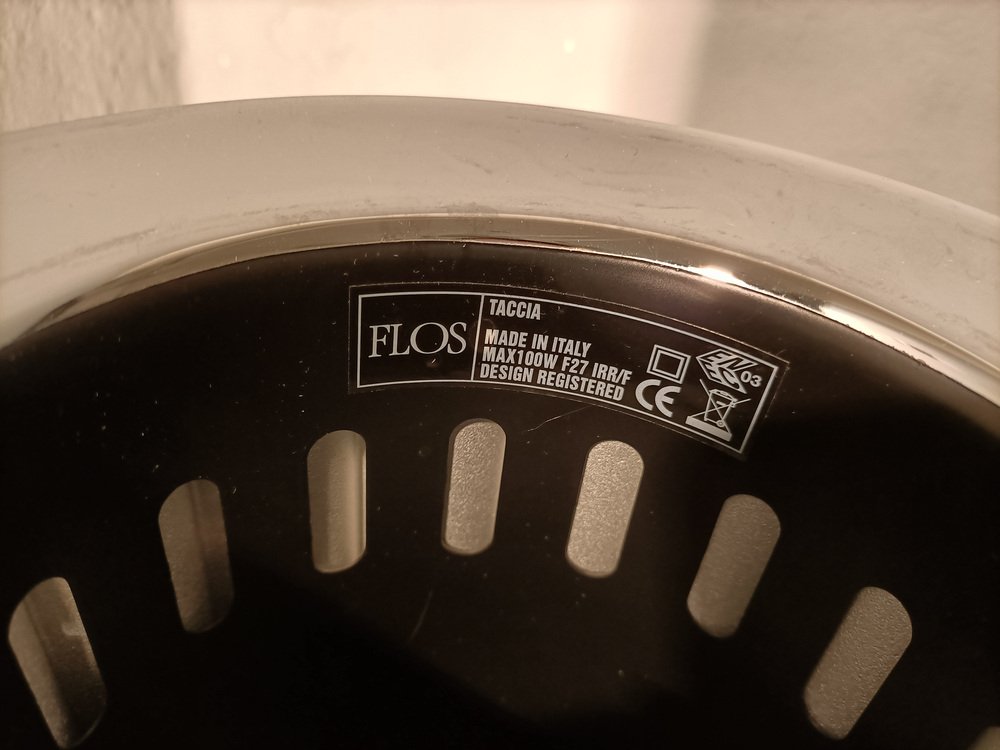 FLOS
TACCIA
MADE IN ITALY
MAX100W F27 IRR/F
DESIGN REGISTERED
CE
03